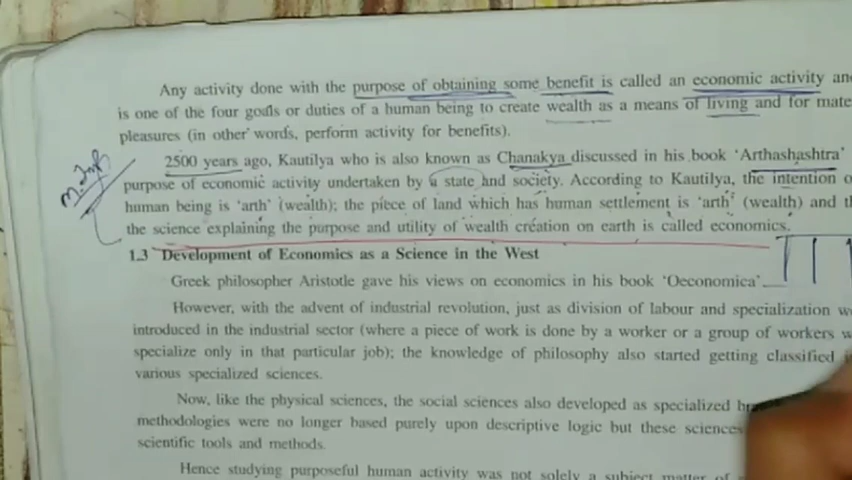 Any activity done with the purpose of obtaining some benefit is called an economic activity and
is one of the four goals or duties of a human being to create wealth as a means of living and for
pleasures (in other words, perform activity for benefits).
2500 years ago, Kautilya who is also known as Chanakya discussed in his book 'Arthashashtra'
purpose of economic activity undertaken by a state and society. According to Kautilya, the intention
human being is 'arth' (wealth); the piece of land which has human settlement is 'arth' (wealth) and
the science explaining the purpose and utility of wealth creation on earth is called economics.
1.3 Development of Economics as a Science in the West
Greek philosopher Aristotle gave his views on economics in his book 'Oeconomica'.
However, with the advent of industrial revolution, just as division of labour and specialization
introduced in the industrial sector (where a piece of work is done by a worker or a group of workers
specialize only in that particular job); the knowledge of philosophy also started getting classified
various specialized sciences.
Now, like the physical sciences, the social sciences also developed as specialized
methodologies were no longer based purely upon descriptive logic but these sciences
scientific tools and methods.
Hence studying purposeful human activity was not solely a subject matter of